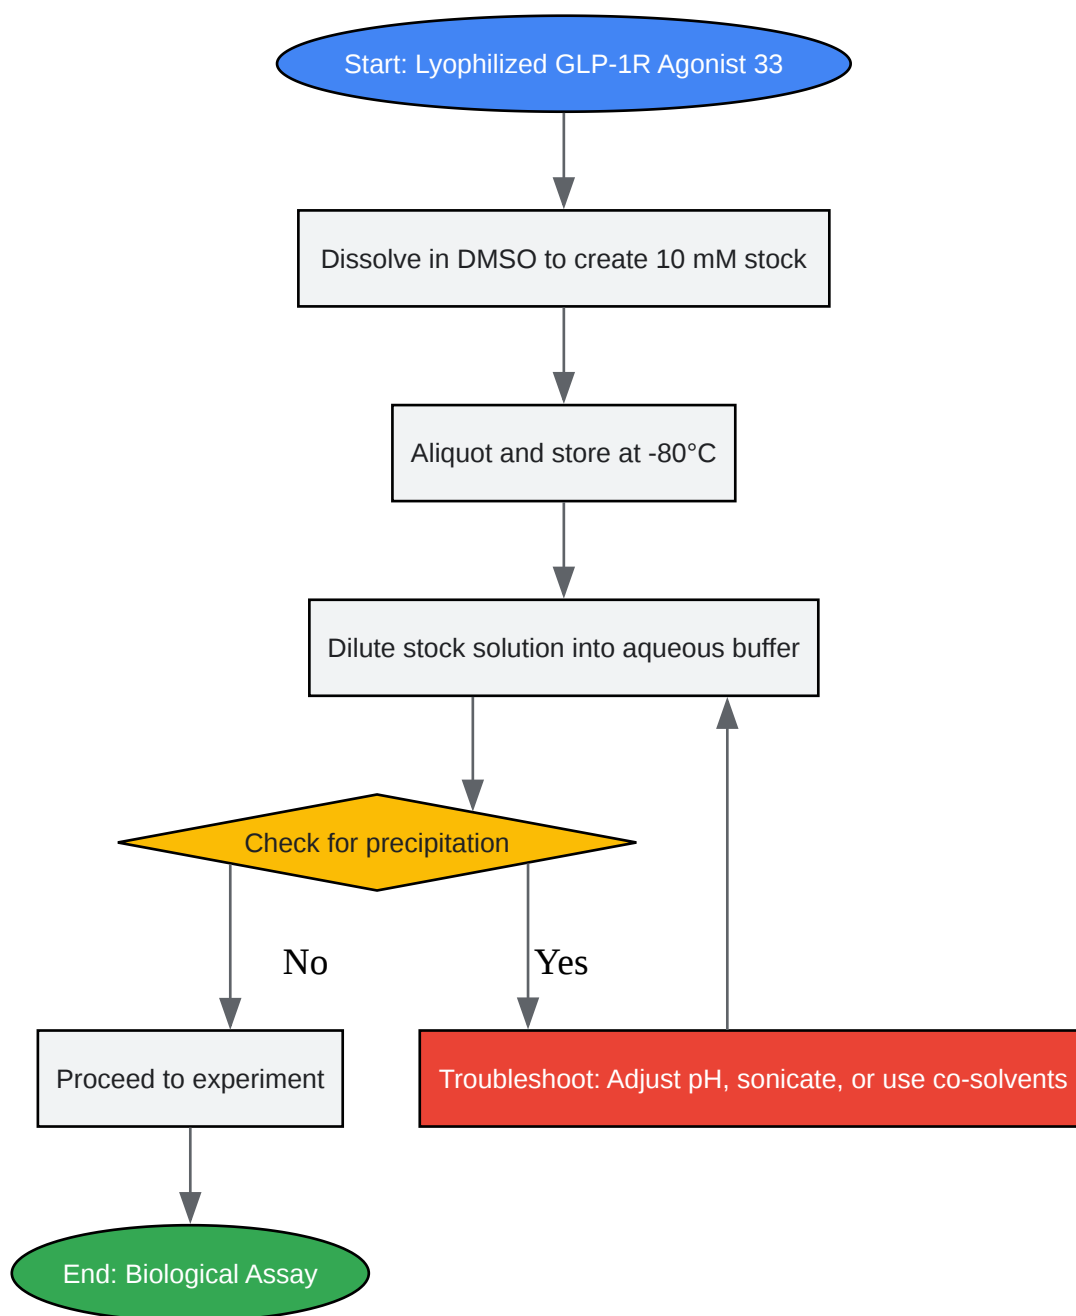 Start: Lyophilized GLP-1R Agonist 33
Dissolve in DMSO to create 10 mM stock
Aliquot and store at -80°C
Dilute stock solution into aqueous buffer
Check for precipitation
No
Yes
Proceed to experiment
Troubleshoot: Adjust pH, sonicate, or use co-solvents
End: Biological Assay